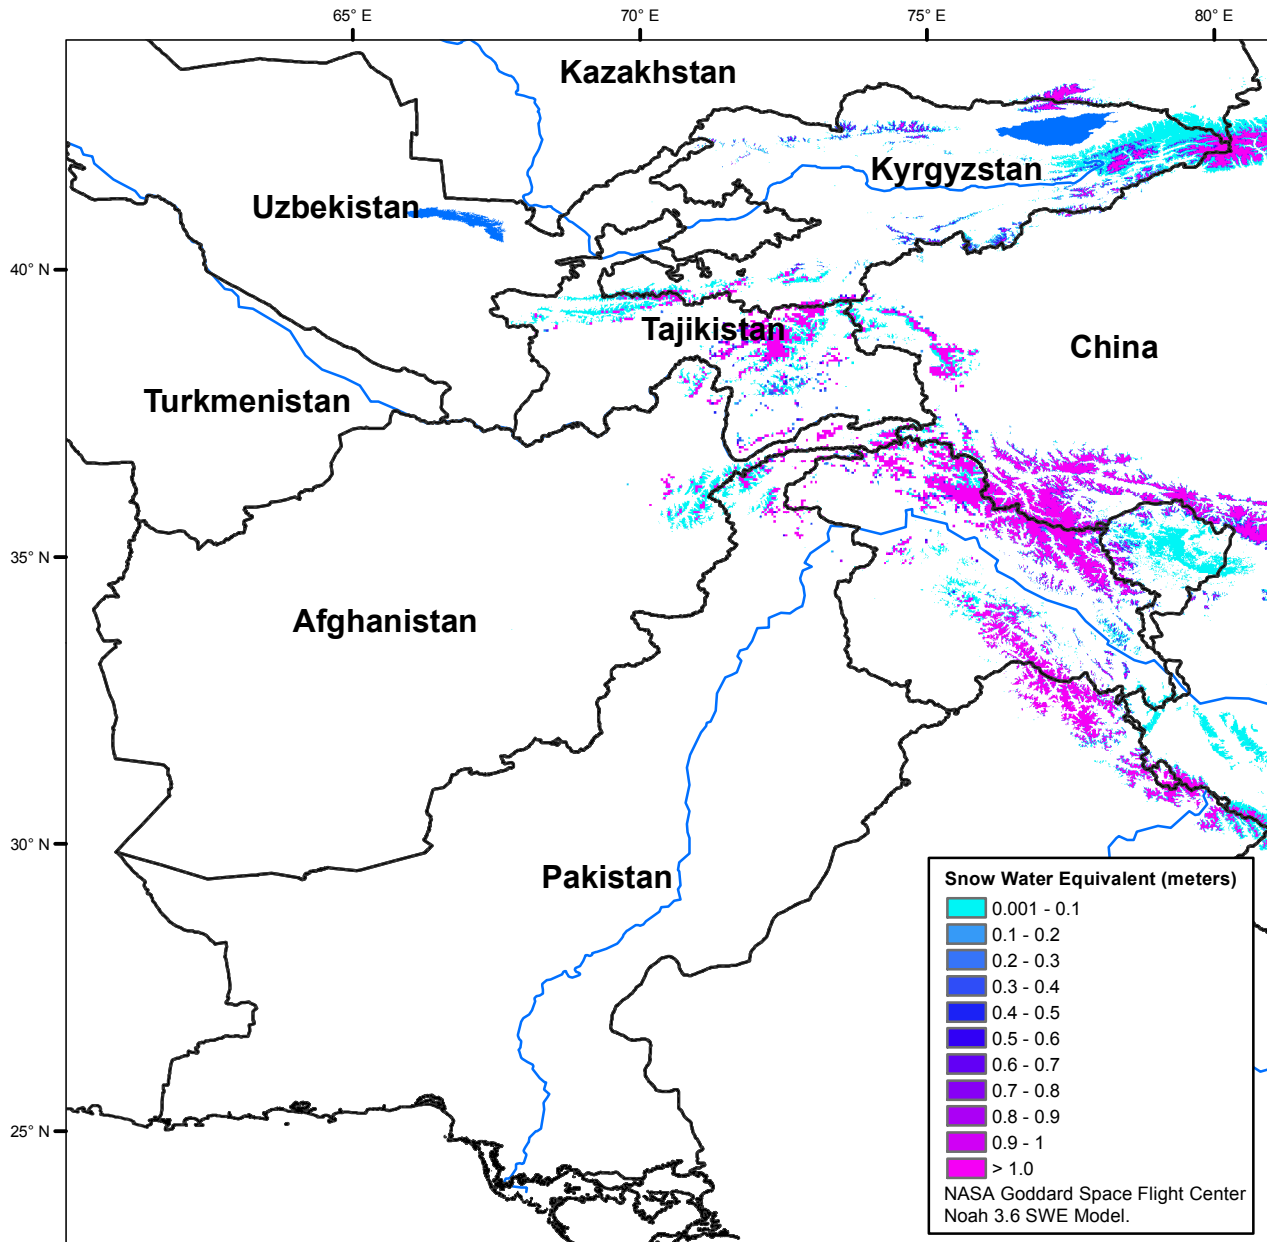 65° E
70° E
75° E
80° E
Kazakhstan
Kyrgyzstan
Uzbekistan
40° N
Tajikistan
China
Turkmenistan
35° N
Afghanistan
30° N
Pakistan
25° N
Snow Water Equivalent (meters)
0.001 - 0.1
0.1 - 0.2
0.2 - 0.3
0.3 - 0.4
0.4 - 0.5
0.5 - 0.6
0.6 - 0.7
0.7 - 0.8
0.8 - 0.9
0.9 - 1
> 1.0
NASA Goddard Space Flight Center
Noah 3.6 SWE Model.